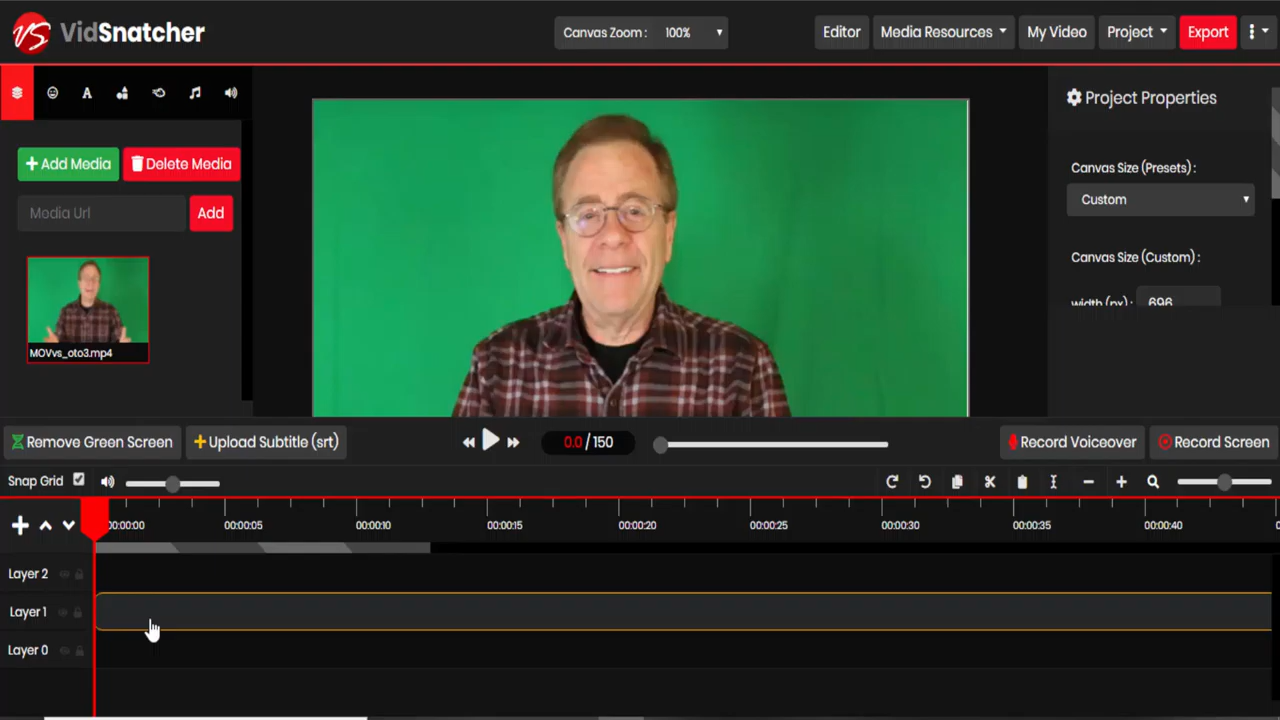 VS VidSnatcher
Canvas Zoom : 100%
Editor
Media Resources
My Video
Project
Export
A
Add Media
Delete Media
Media Url
Add
MOVvs_oto3.mp4
Project Properties
Canvas Size (Presets) :
Custom
Canvas Size (Custom) :
width (px) : 696
Remove Green Screen
Upload Subtitle (srt)
0.0 / 150
Record Voiceover
Record Screen
Snap Grid
00:00:00 00:00:05 00:00:10 00:00:15 00:00:20 00:00:25 00:00:30 00:00:35 00:00:40
Layer 2
Layer 1
Layer 0